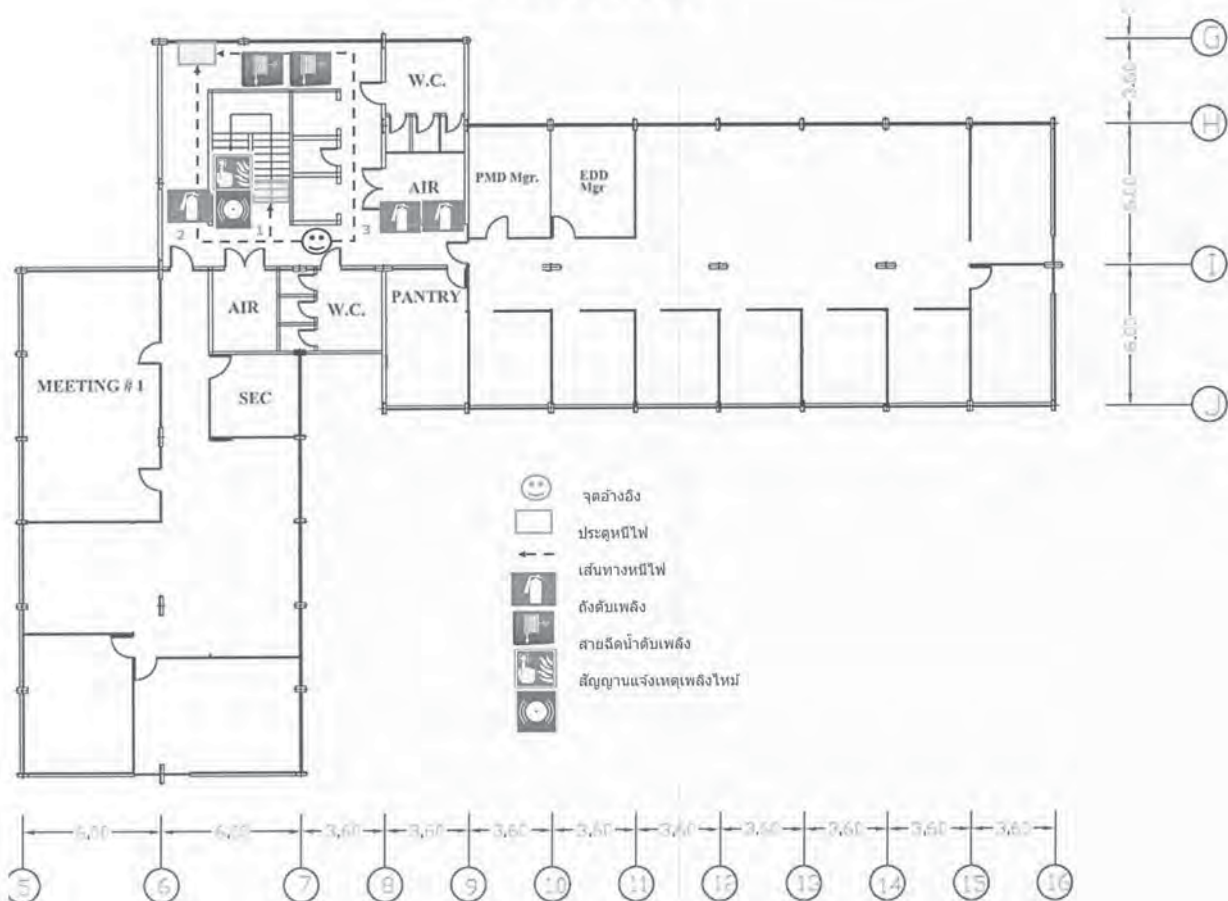 G
3.60
W.C.
H
PMD Mgr.
EDD
Mgr
AIR
6.00
2
1
3
I
AIR
W.C.
PANTRY
6.00
MEETING # 1
SEC
J
จุดอ้างอิง
ประตูหนีไฟ
เส้นทางหนีไฟ
ถังดับเพลิง
สายฉีดน้ำดับเพลิง
สัญญานแจ้งเหตุเพลิงไหม้
6.00 6.00 3.60 3.60 3.60 3.60 3.60 3.60 3.60 3.60 3.60
5 6 7 8 9 10 11 12 13 14 15 16